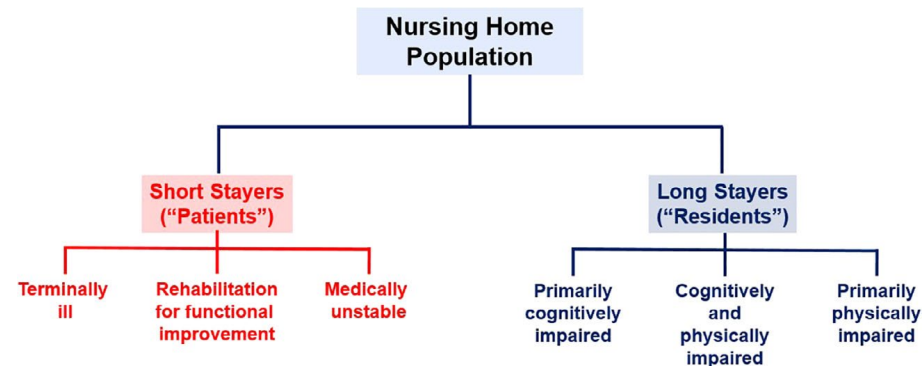 Nursing Home
Population
Short Stayers
(“Patients”)
Long Stayers
(“Residents”)
Terminally
ill
Rehabilitation
for functional
improvement
Medically
unstable
Primarily
cognitively
impaired
Cognitively
and
physically
impaired
Primarily
physically
impaired